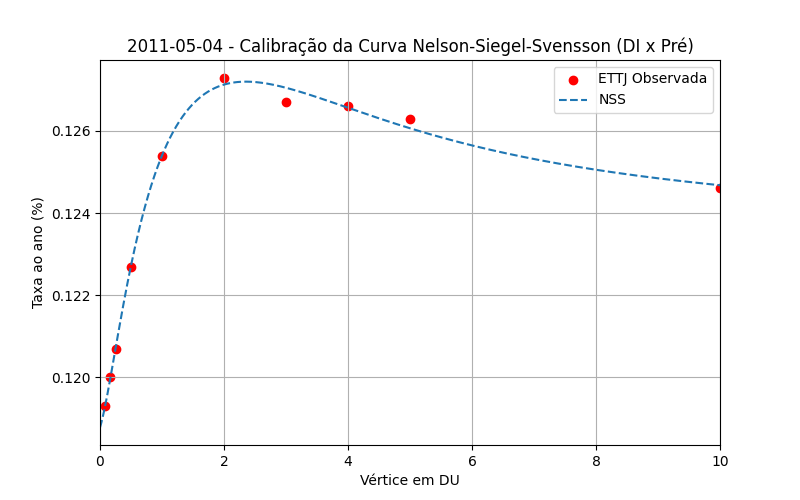 2011-05-04 - Calibração da Curva Nelson-Siegel-Svensson (DI x Pré)
ETTJ Observada
NSS
Taxa ao ano (%)
0.126
0.124
0.122
0.120
0 2 4 6 8 10
Vértice em DU